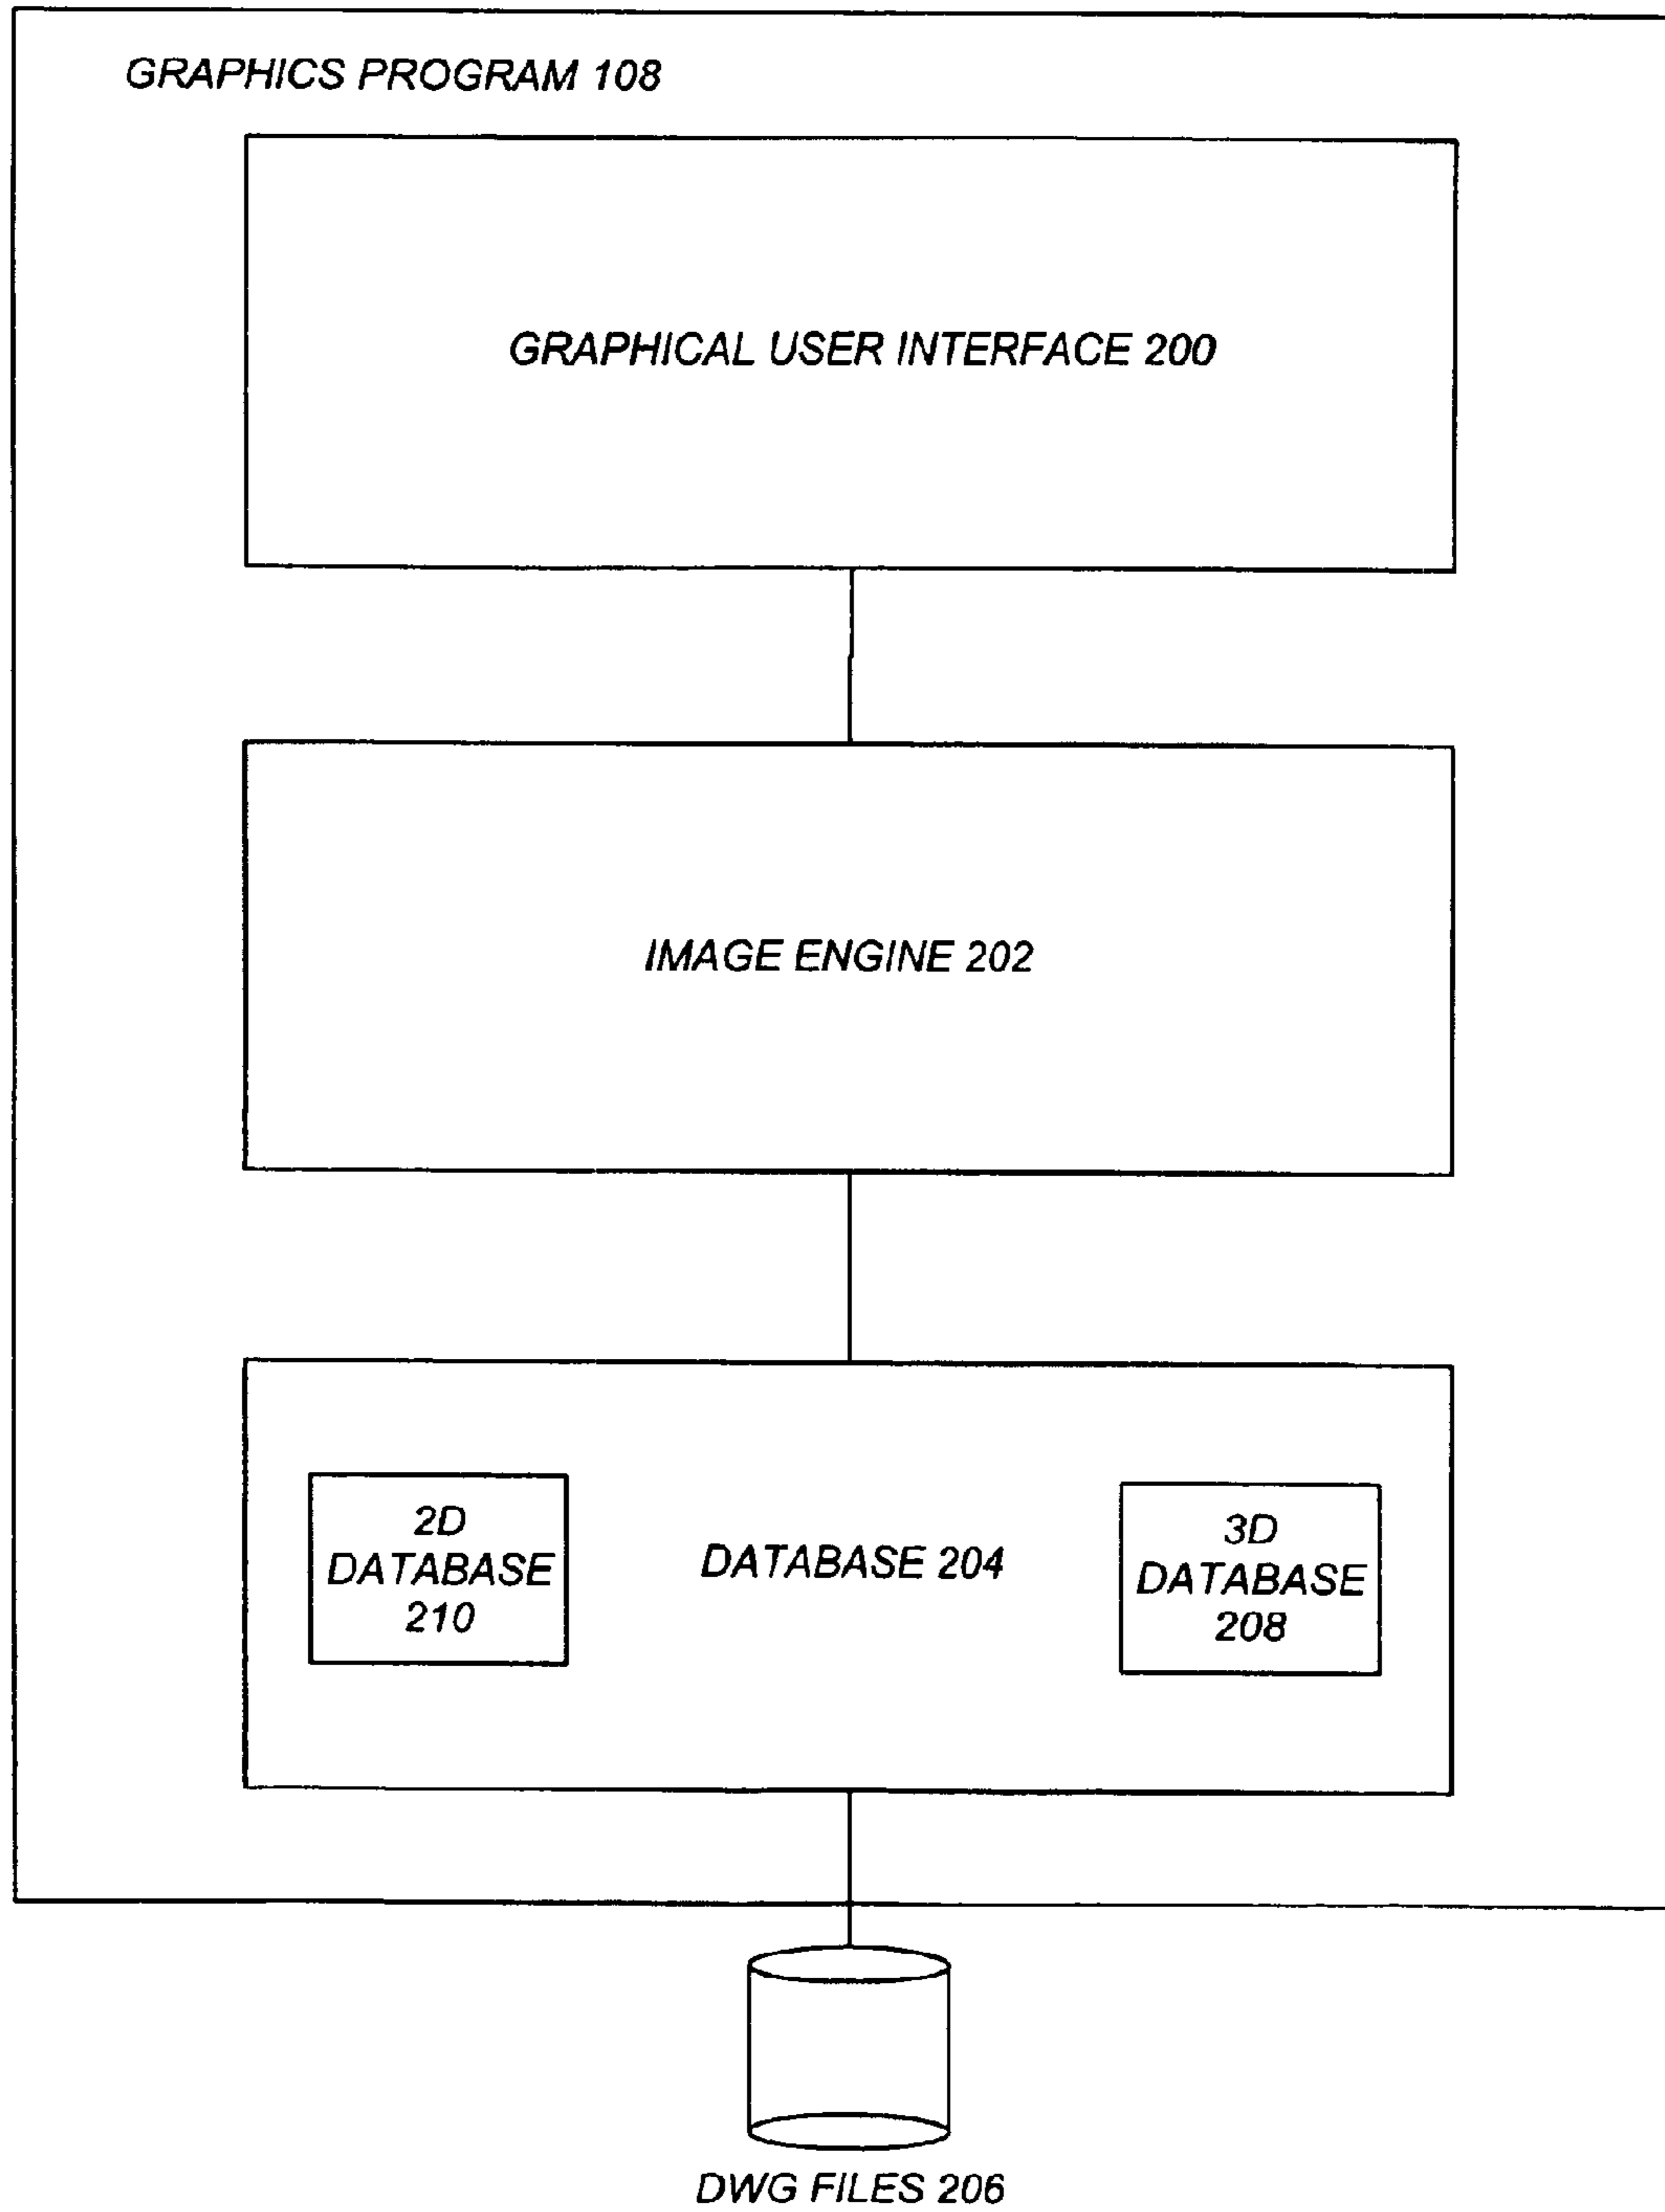 GRAPHICS PROGRAM 108
GRAPHICAL USER INTERFACE 200
IMAGE ENGINE 202
2D
DATABASE
210
DATABASE 204
3D
DATABASE
208
DWG FILES 206